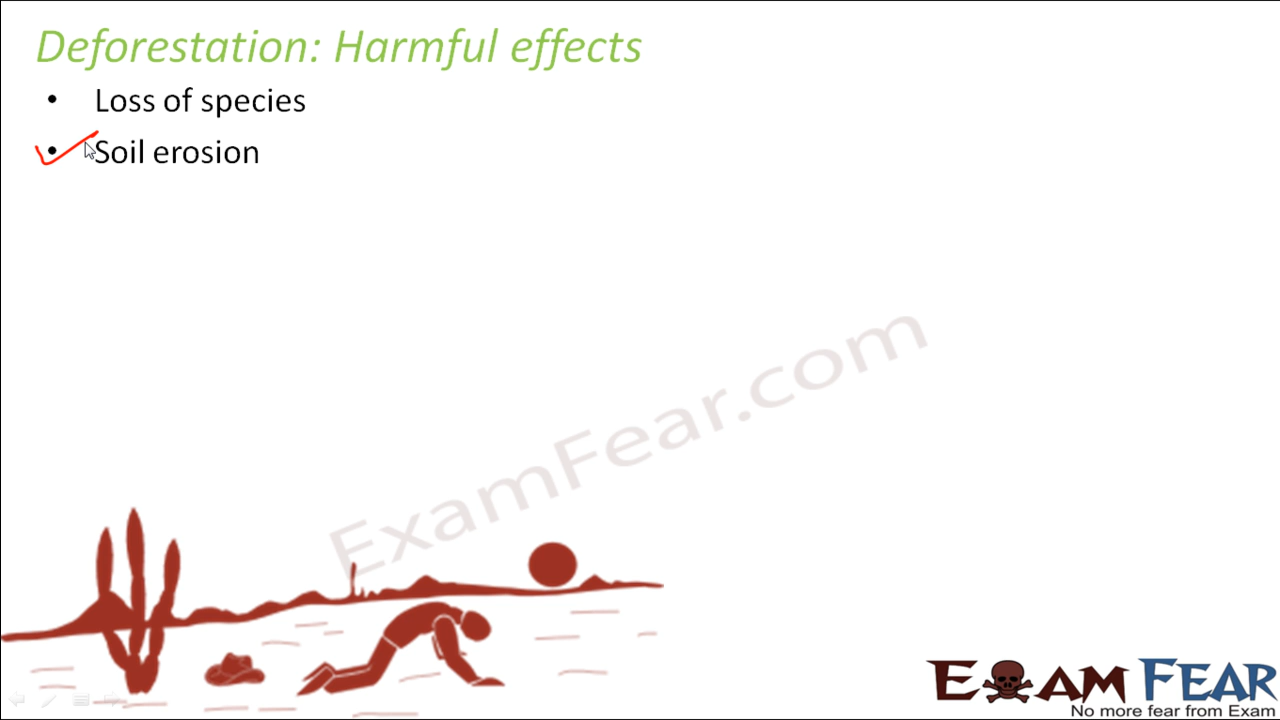 Deforestation: Harmful effects
• Loss of species
• Soil erosion
ExamFear.com
EXAM FEAR
No more fear from Exam